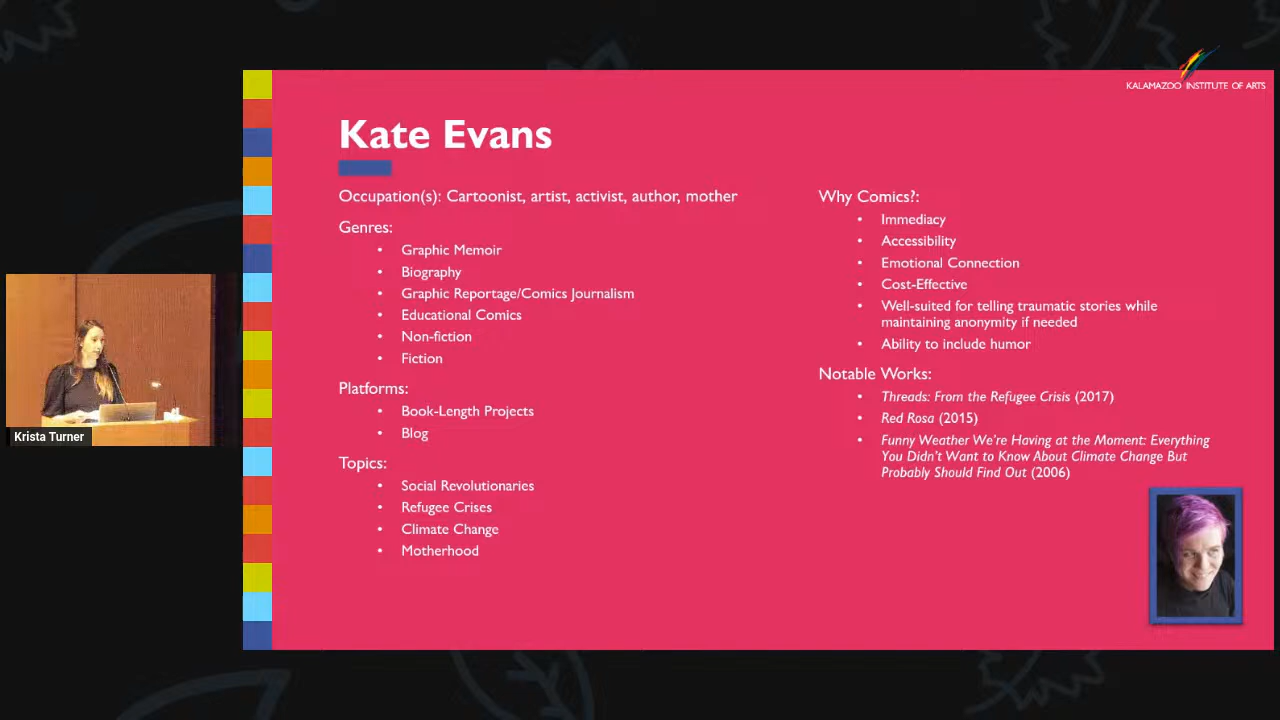 KALAMAZOO INSTITUTE OF ARTS
Kate Evans
Occupation(s): Cartoonist, artist, activist, author, mother
Genres:
• Graphic Memoir
• Biography
• Graphic Reportage/Comics Journalism
• Educational Comics
• Non-fiction
• Fiction
Platforms:
• Book-Length Projects
• Blog
Topics:
• Social Revolutionaries
• Refugee Crises
• Climate Change
• Motherhood
Why Comics?:
• Immediacy
• Accessibility
• Emotional Connection
• Cost-Effective
• Well-suited for telling traumatic stories while
maintaining anonymity if needed
• Ability to include humor
Notable Works:
• Threads: From the Refugee Crisis (2017)
• Red Rosa (2015)
• Funny Weather We're Having at the Moment: Everything
You Didn't Want to Know About Climate Change But
Probably Should Find Out (2006)
Krista Turner